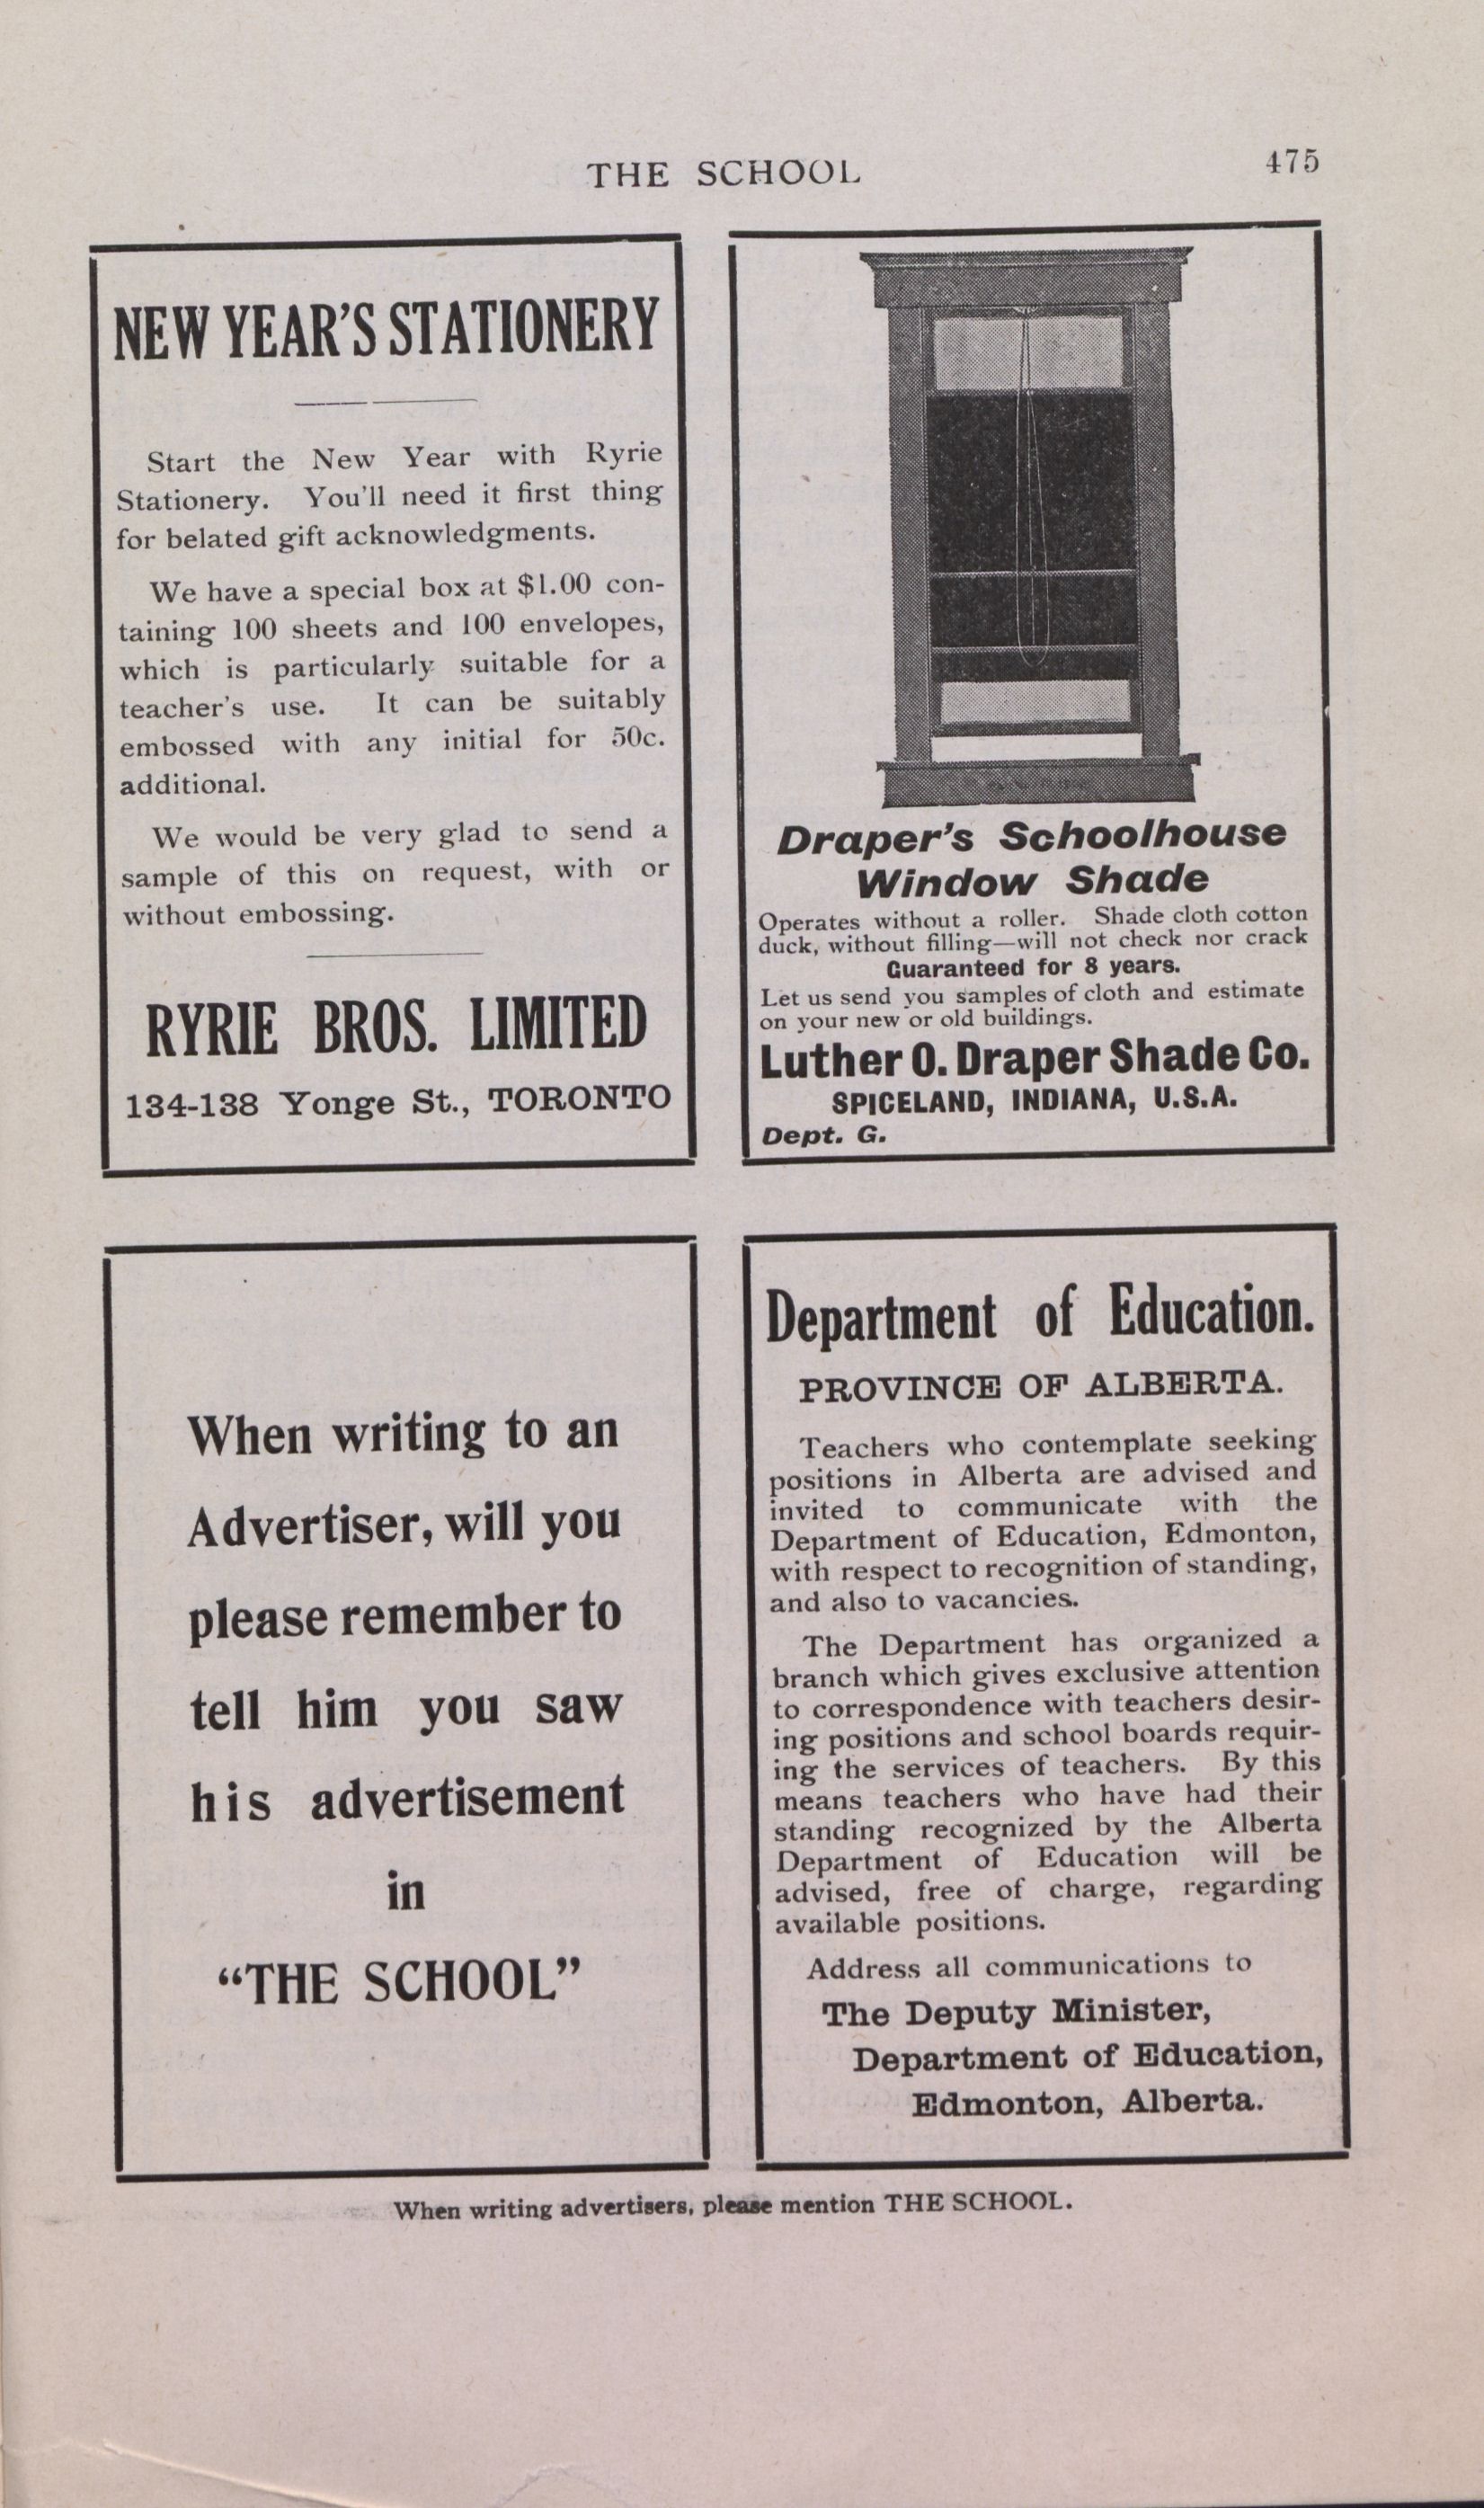 THE SCHOOL
475
NEW YEAR'S STATIONERY
Start the New Year with Ryrie
Stationery. You'll need it first thing
for belated gift acknowledgments.
We have a special box at $1.00 con-
taining 100 sheets and 100 envelopes,
which is particularly suitable for a
teacher's use. It can be suitably
embossed with any initial for 50c.
additional.
We would be very glad to send a
sample of this on request, with or
without embossing.
RYRIE BROS. LIMITED
134-138 Yonge St., TORONTO
Draper's Schoolhouse
Window Shade
Operates without a roller. Shade cloth cotton
duck, without filling—will not check nor crack
Guaranteed for 8 years.
Let us send you samples of cloth and estimate
on your new or old buildings.
Luther O. Draper Shade Co.
SPICELAND, INDIANA, U.S.A.
Dept. G.
When writing to an
Advertiser, will you
please remember to
tell him you saw
his advertisement
in
“THE SCHOOL”
Department of Education.
PROVINCE OF ALBERTA.
Teachers who contemplate seeking
positions in Alberta are advised and
invited to communicate with the
Department of Education, Edmonton,
with respect to recognition of standing,
and also to vacancies.
The Department has organized a
branch which gives exclusive attention
to correspondence with teachers desir-
ing positions and school boards requir-
ing the services of teachers. By this
means teachers who have had their
standing recognized by the Alberta
Department of Education will be
advised, free of charge, regarding
available positions.
Address all communications to
The Deputy Minister,
Department of Education,
Edmonton, Alberta.
When writing advertisers, please mention THE SCHOOL.